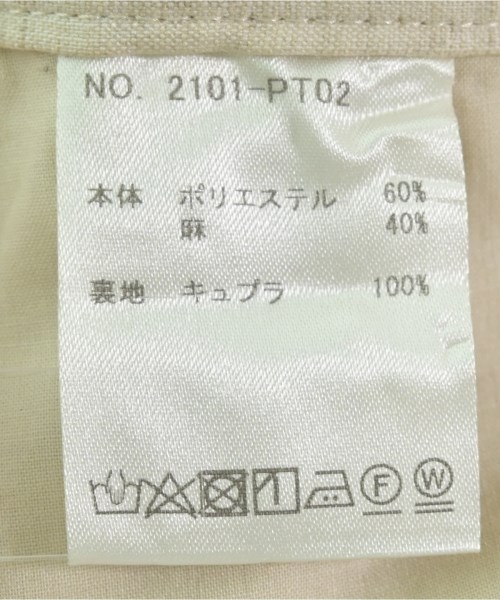 NO. 2101-PT02
本体 ポリエステル 60%
麻 40%
裏地 キュプラ 100%
F W